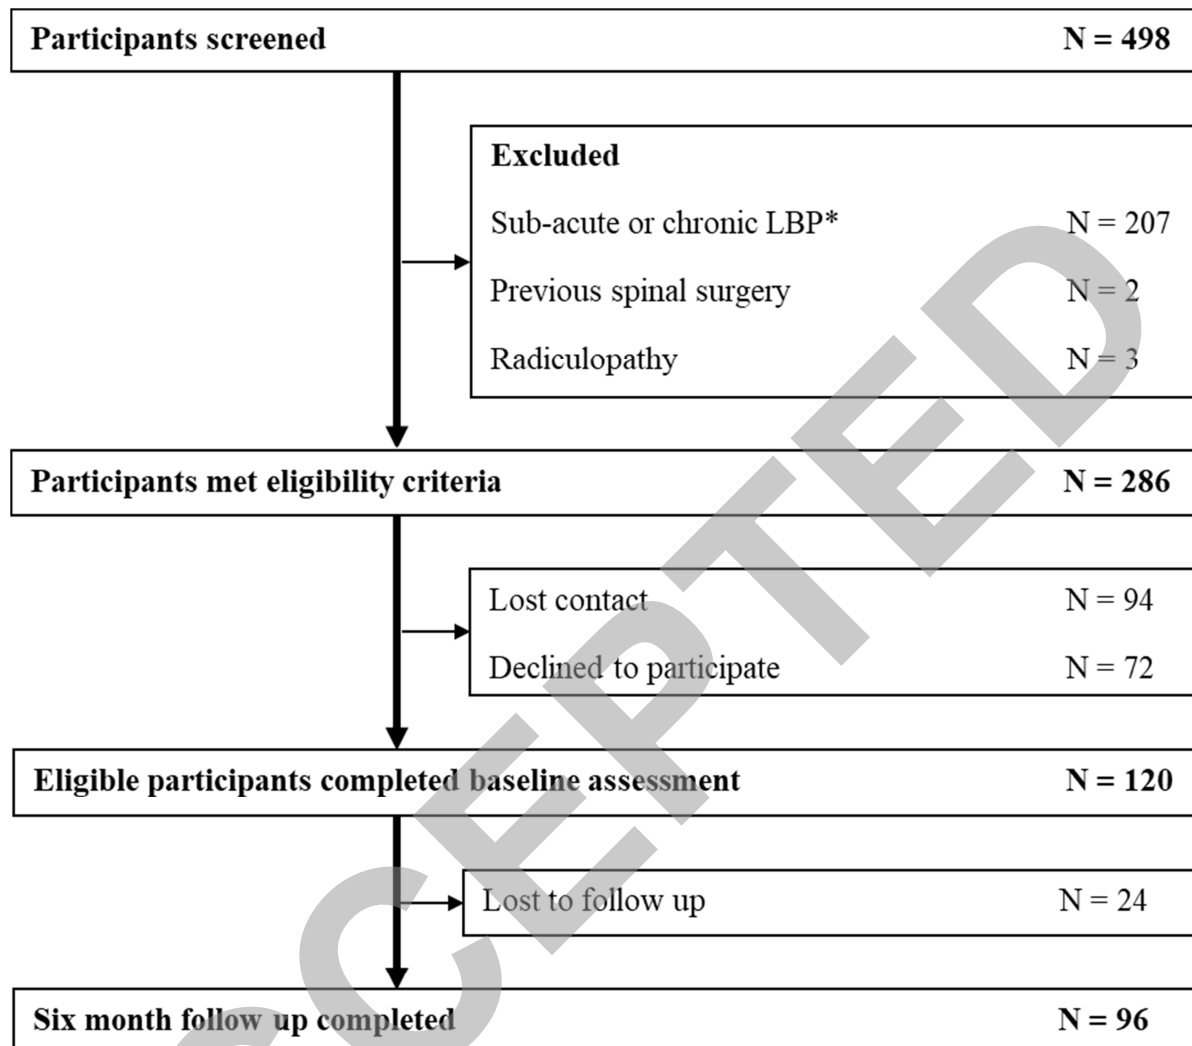 Participants screened N = 498
Excluded
Sub-acute or chronic LBP* N = 207
Previous spinal surgery N = 2
Radiculopathy N = 3
Participants met eligibility criteria N = 286
Lost contact N = 94
Declined to participate N = 72
Eligible participants completed baseline assessment N = 120
Lost to follow up N = 24
Six month follow up completed N = 96
CCEPTED